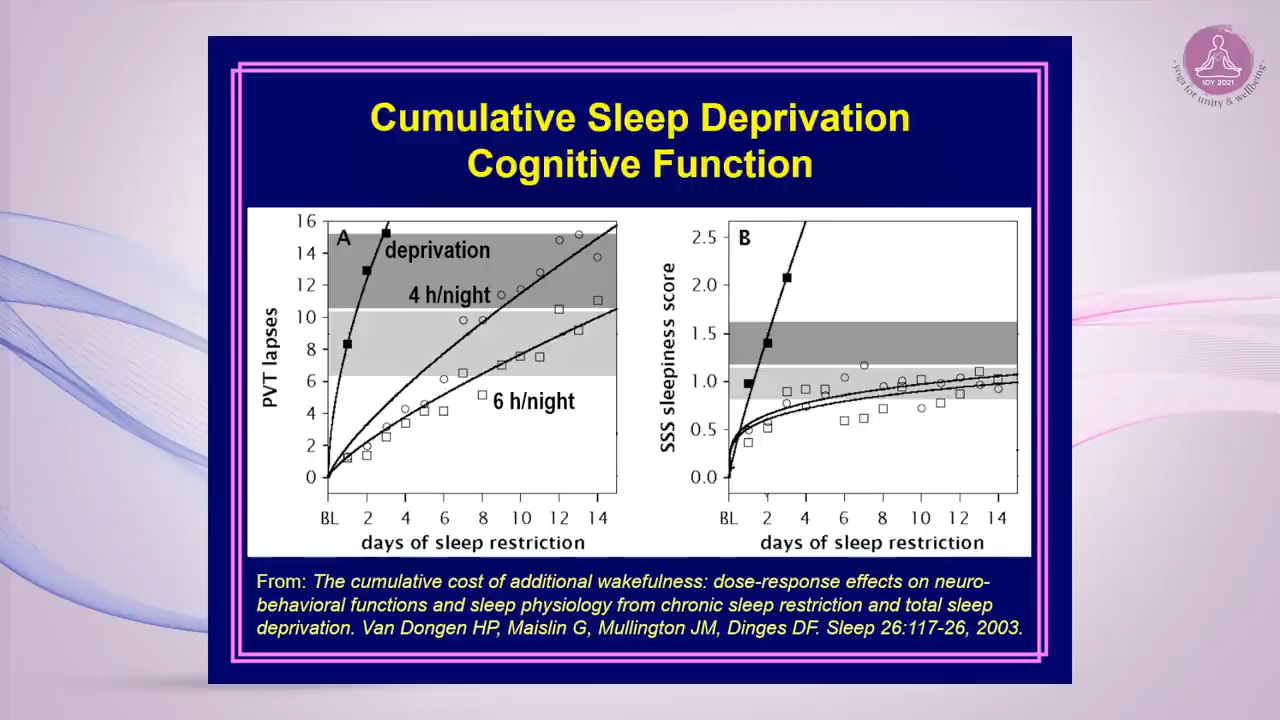 IDY 2021
yoga for unity & wellbeing
Cumulative Sleep Deprivation
Cognitive Function
PVT lapses
16
14
12
10
8
6
4
2
0
A
deprivation
4 h/night
6 h/night
BL 2 4 6 8 10 12 14
days of sleep restriction
SSS sleepiness score
2.5
2.0
1.5
1.0
0.5
0.0
B
BL 2 4 6 8 10 12 14
days of sleep restriction
From: The cumulative cost of additional wakefulness: dose-response effects on neuro-
behavioral functions and sleep physiology from chronic sleep restriction and total sleep
deprivation. Van Dongen HP, Maislin G, Mullington JM, Dinges DF. Sleep 26:117-26, 2003.